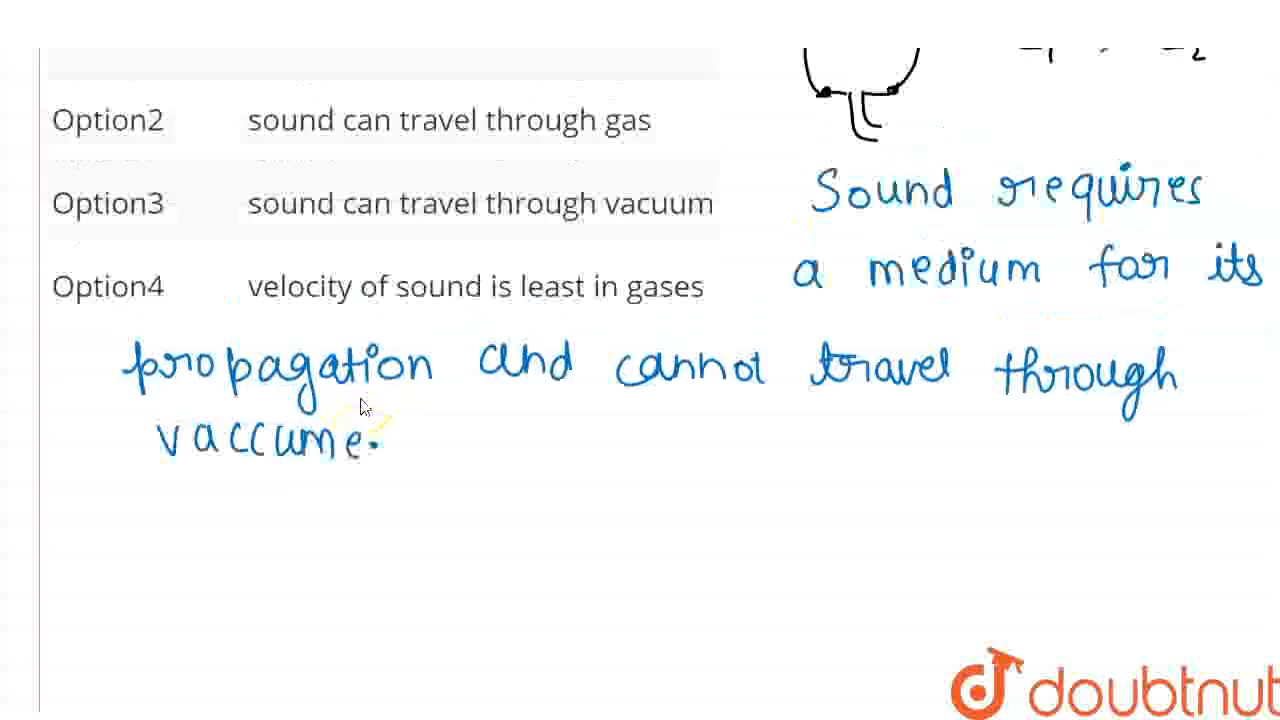 Option2 sound can travel through gas
Option3 sound can travel through vacuum
Option4 velocity of sound is least in gases
Sound requires
a medium for its
propagation and cannot travel through
vaccume.
doubtnut